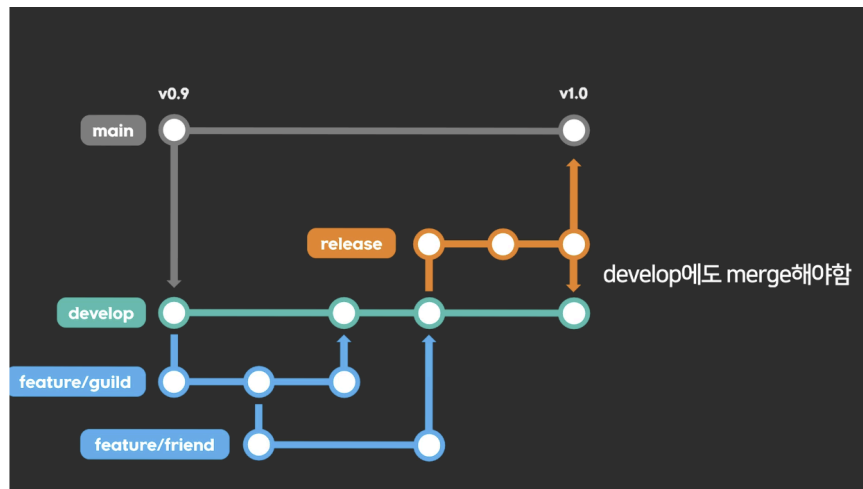 v0.9
v1.0
main
release
develop에도 merge해야함
develop
feature/guild
feature/friend